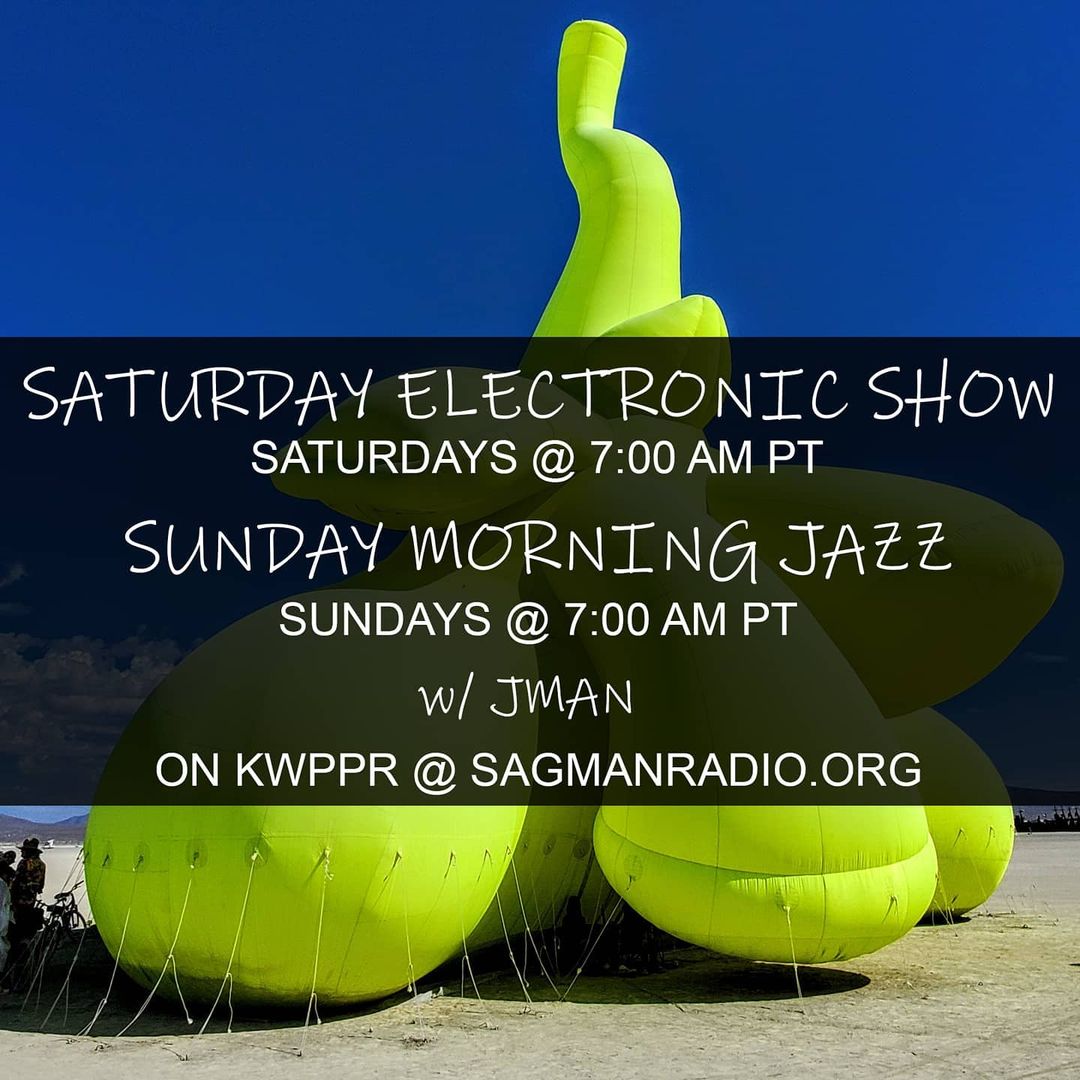 SATURDAY ELECTRONIC SHOW
SATURDAYS @ 7:00 AM PT
SUNDAY MORNING JAZZ
SUNDAYS @ 7:00 AM PT
w/ JMAN
ON KWPPR @ SAGMANRADIO.ORG